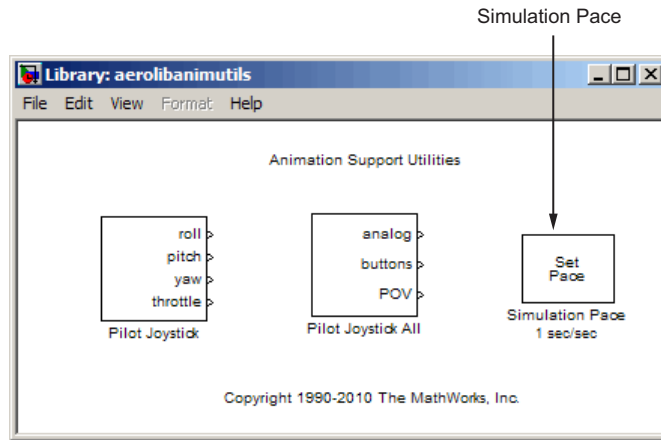 Simulation Pace
Library: aerolibanimutils
File Edit View Format Help
Animation Support Utilities
roll
pitch
yaw
throttle
Pilot Joystick
analog
buttons
POV
Pilot Joystick All
Set
Pace
Simulation Pace
1 sec/sec
Copyright 1990-2010 The MathWorks, Inc.